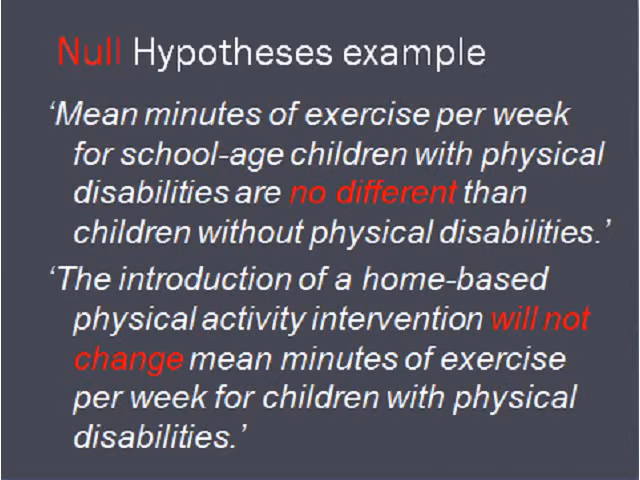 Null Hypotheses example
‘Mean minutes of exercise per week
for school-age children with physical
disabilities are no different than
children without physical disabilities.’
‘The introduction of a home-based
physical activity intervention will not
change mean minutes of exercise
per week for children with physical
disabilities.’